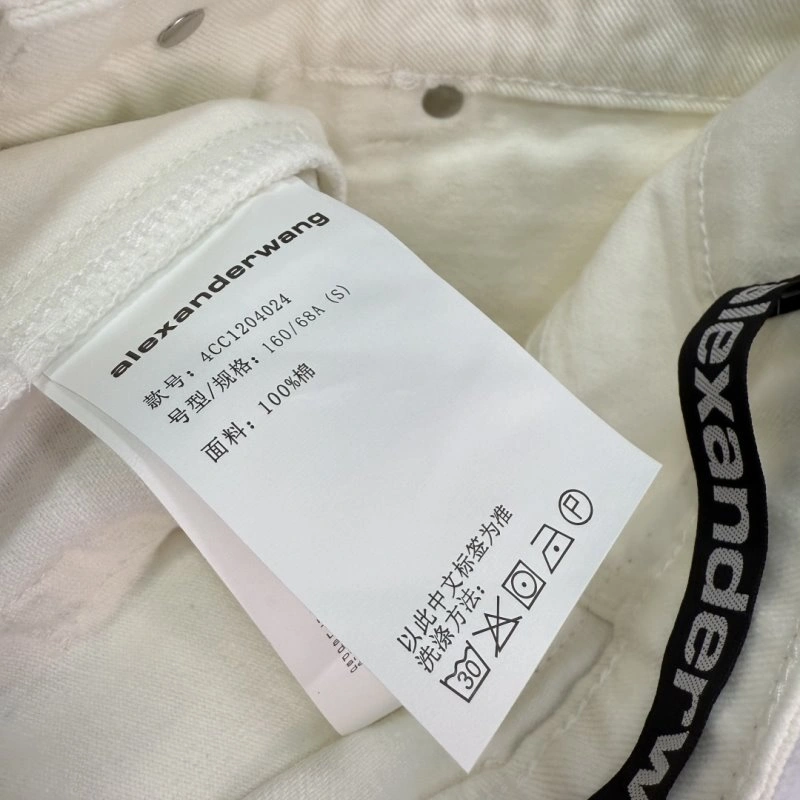 alexanderwang
款号：4CC1204024
号型/规格：160/68A (S)
面料：100%棉
以此中文标签为准
洗涤方法：
30
P
alexanderw